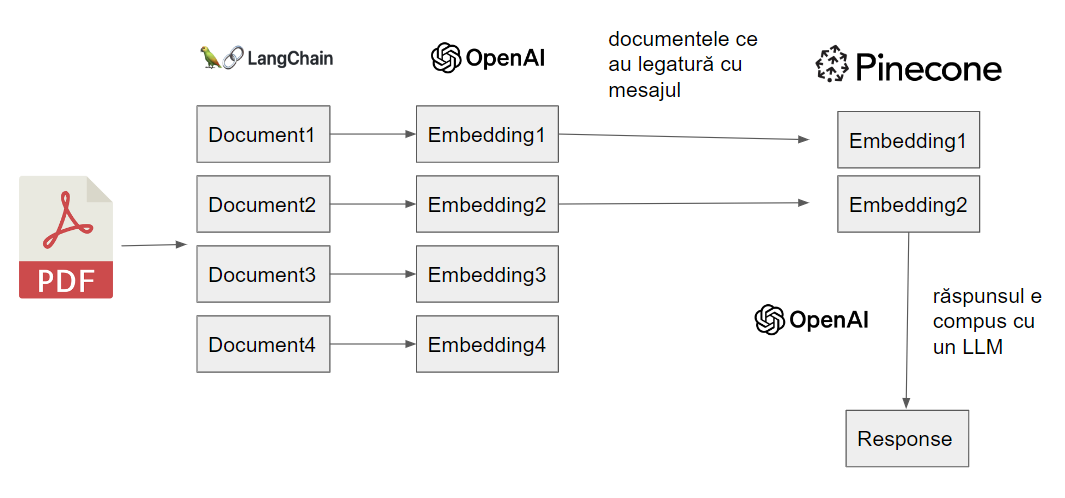 LangChain
OpenAI
documentele ce
au legatură cu
mesajul
Pinecone
Document1
Embedding1
Embedding1
Document2
Embedding2
Embedding2
PDF
Document3
Embedding3
Document4
Embedding4
OpenAI
răspunsul e
compus cu
un LLM
Response